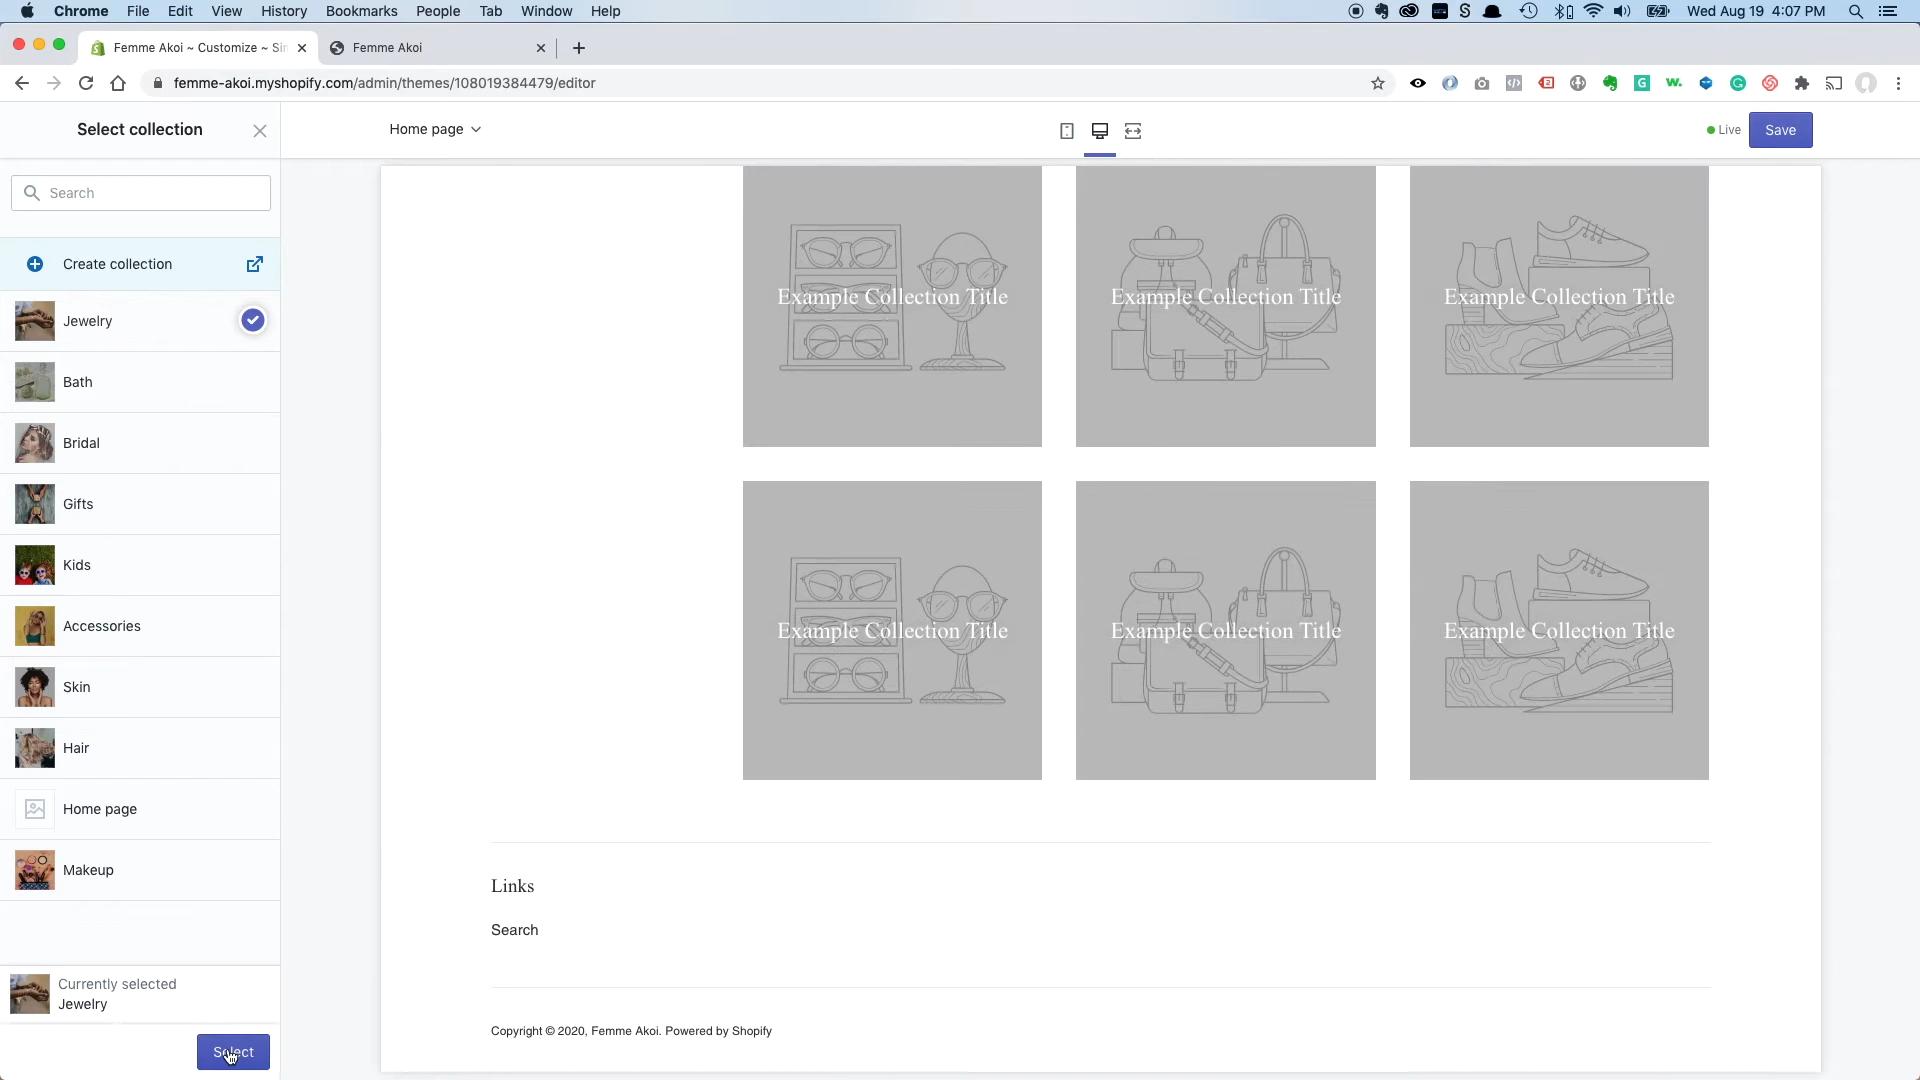 Chrome File Edit View History Bookmarks People Tab Window Help
Wed Aug 19 4:07 PM
Femme Akoi ~ Customize ~ Sin
Femme Akoi
femme-akoi.myshopify.com/admin/themes/108019384479/editor
Select collection
Home page
Live
Save
Search
Create collection
Jewelry
Bath
Bridal
Gifts
Kids
Accessories
Skin
Hair
Home page
Makeup
Currently selected
Jewelry
Select
Example Collection Title
Example Collection Title
Example Collection Title
Example Collection Title
Example Collection Title
Example Collection Title
Links
Search
Copyright © 2020, Femme Akoi. Powered by Shopify